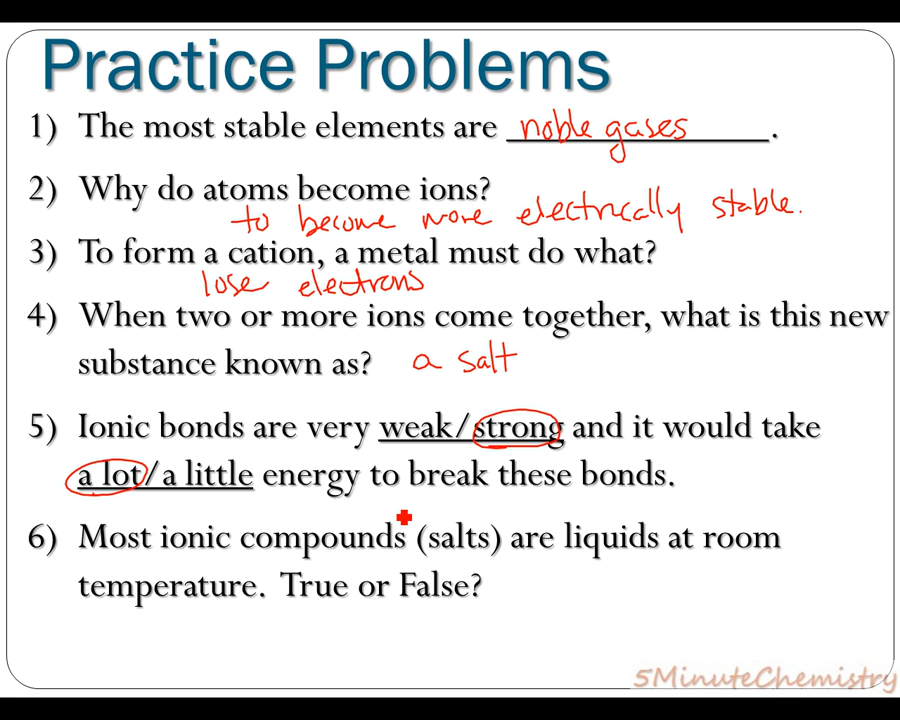 Practice Problems
1) The most stable elements are noble gases.
2) Why do atoms become ions?
to become more electrically stable.
3) To form a cation, a metal must do what?
lose electrons
4) When two or more ions come together, what is this new
substance known as? a salt
5) Ionic bonds are very weak/strong and it would take
a lot/a little energy to break these bonds.
6) Most ionic compounds (salts) are liquids at room
temperature. True or False?
5MinuteChemistry